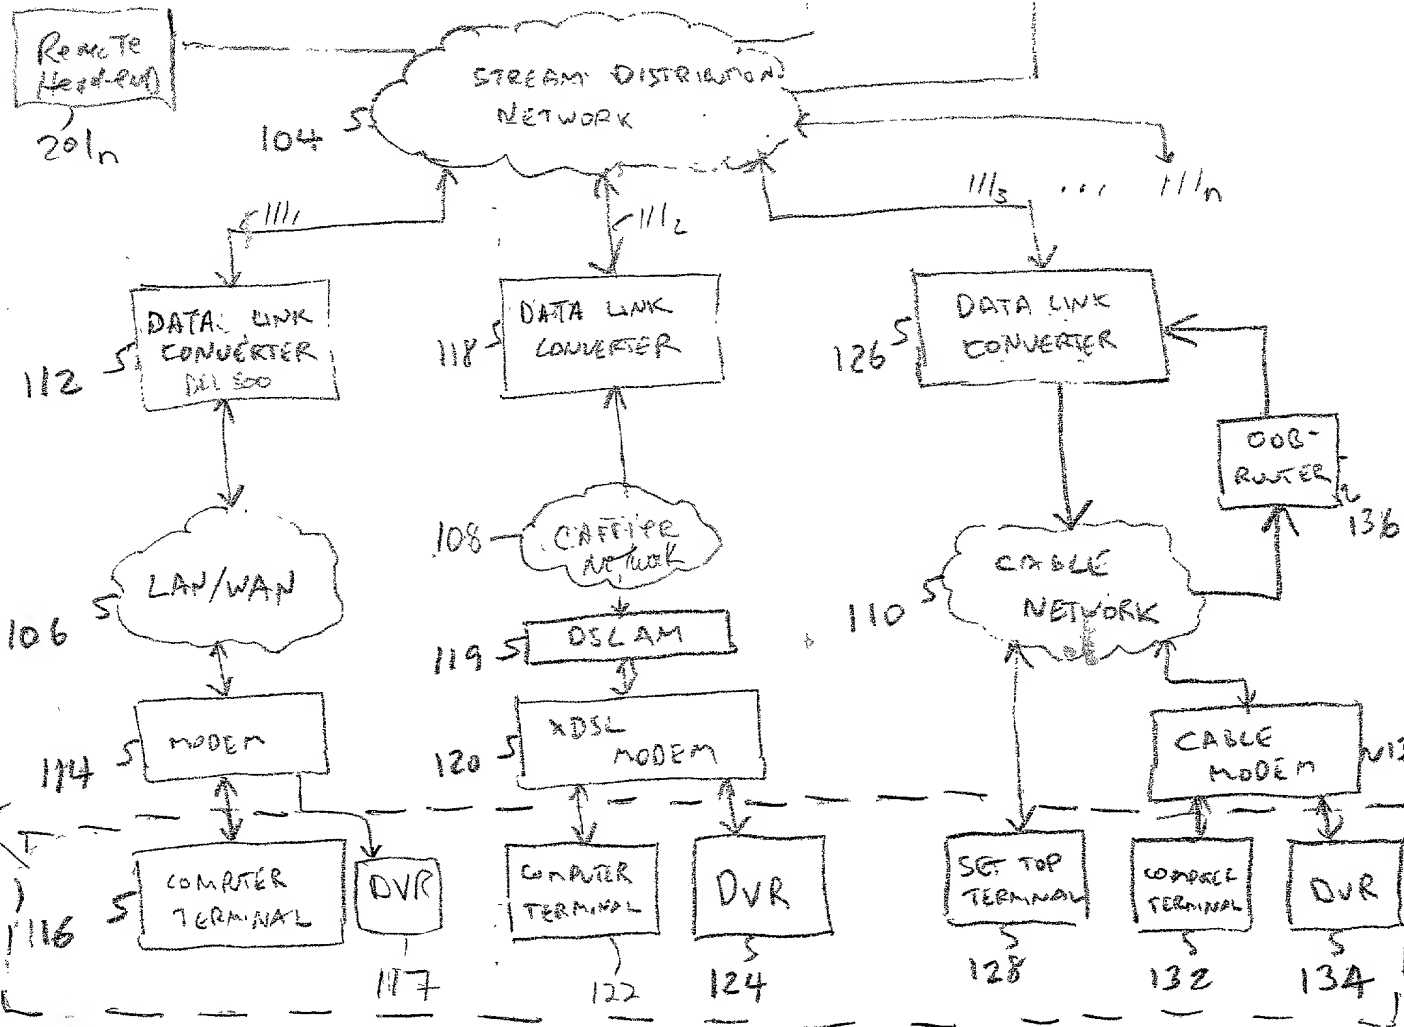 Remote
Head-end
201n
STREAM DISTRIBUTION
NETWORK
104
111₁
111₂
111₃ ... 111n
DATA LINK
CONVERTER
112
DATA LINK
CONVERTER
118
DATA LINK
CONVERTER
126
OOB-
ROUTER
136
LAN/WAN
106
CARRIER
NETWORK
108
CABLE
NETWORK
110
DSLAM
119
MODEM
114
XDSL
MODEM
120
CABLE
MODEM
COMPUTER
TERMINAL
116
DVR
117
COMPUTER
TERMINAL
122
DVR
124
SET TOP
TERMINAL
128
COMPUTER
TERMINAL
132
DVR
134